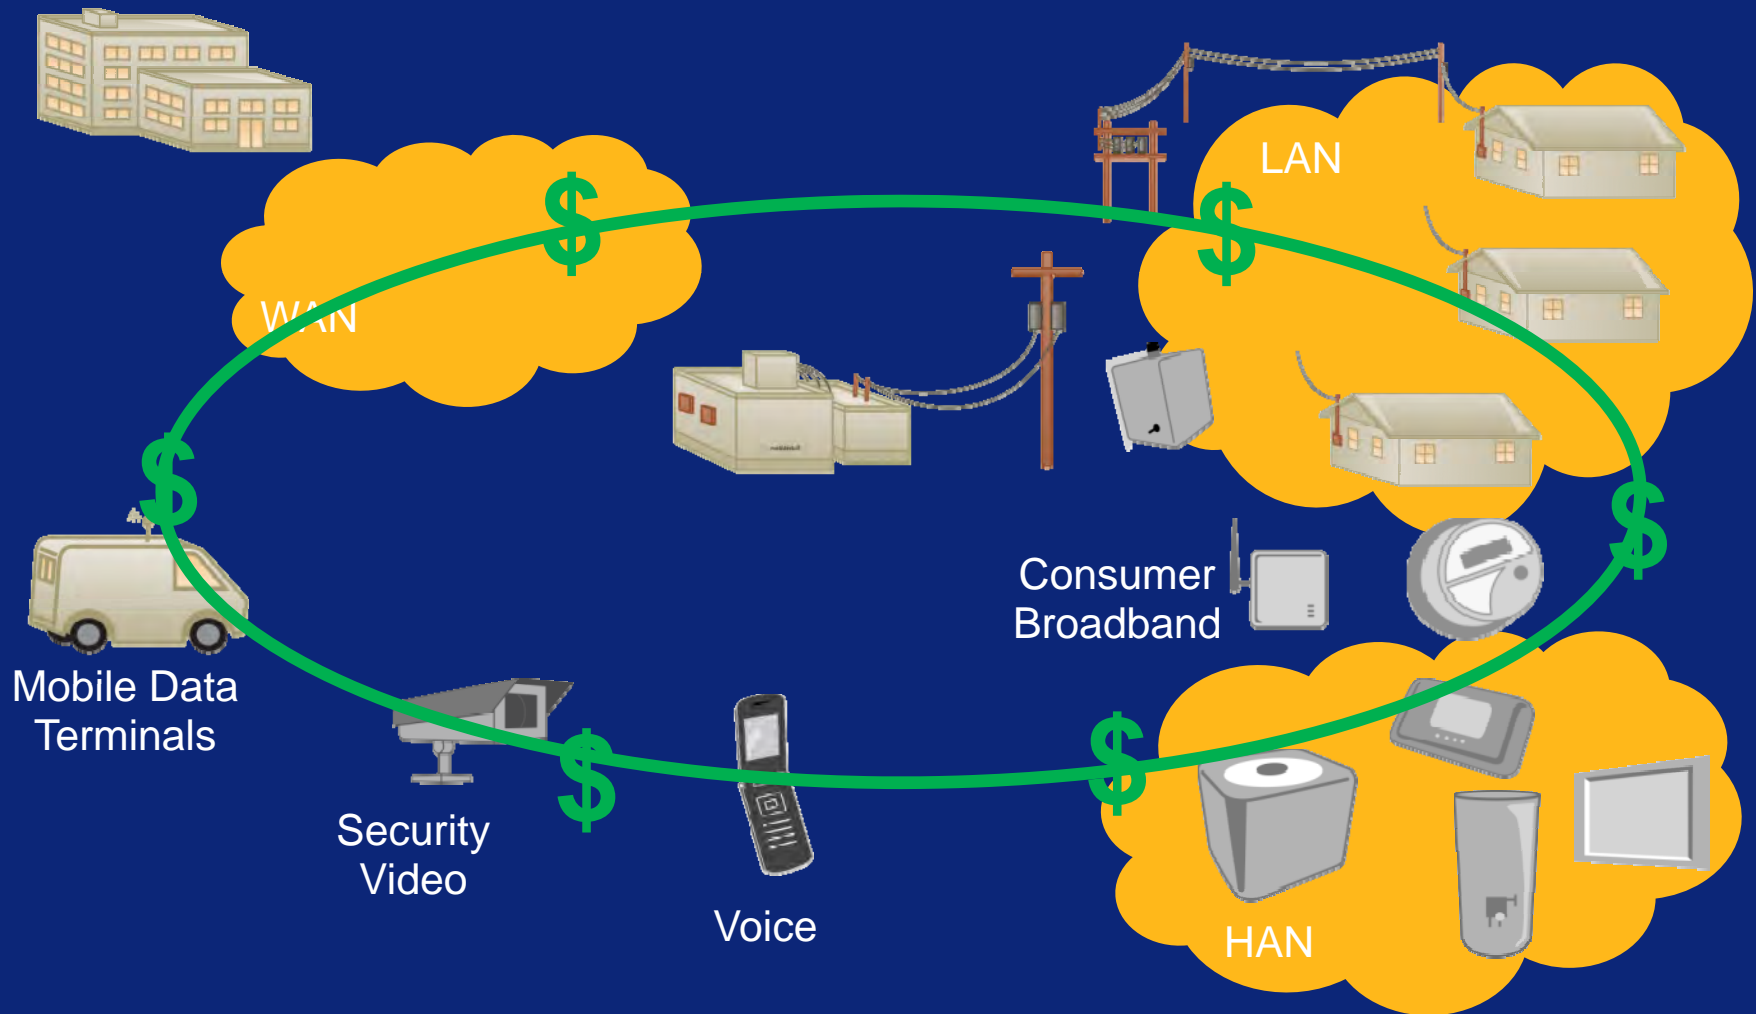 LAN
$
$
WAN
$
$
Consumer
Broadband
Mobile Data
Terminals
$
$
Security
Video
Voice
HAN